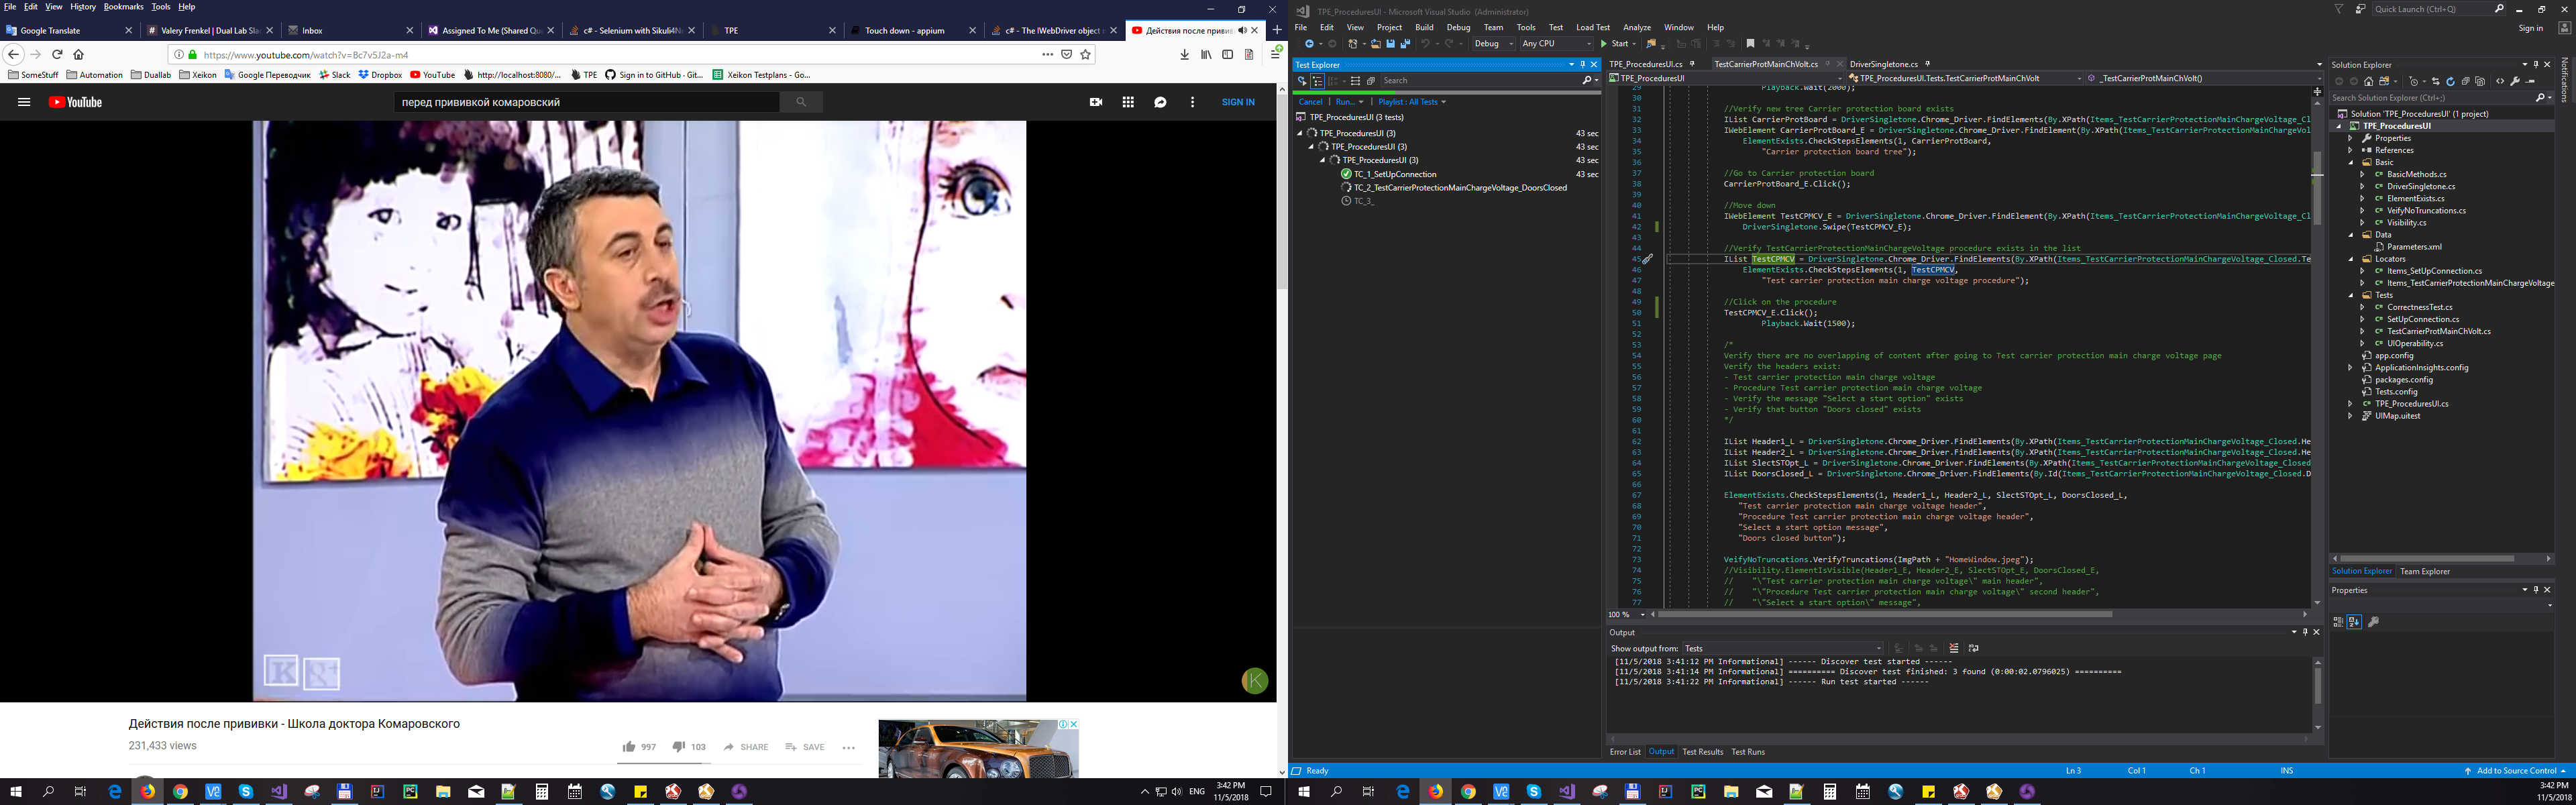 File Edit View History Bookmarks Tools Help
Google Translate
Valery Frenkel | Dual Lab Sla
Inbox
Assigned To Me (Shared Qu
c# - Selenium with Sikuli4Ne
TPE
Touch down - appium
c# - The IWebDriver object n
Действия после привив
https://www.youtube.com/watch?v=Bc7v5J2a-m4
SomeStuff Automation Duallab Xeikon Google Переводчик Slack Dropbox YouTube http://localhost:8080/... TPE Sign in to GitHub · Git... Xeikon Testplans - Go...
YouTube
перед прививкой комаровский
SIGN IN
Действия после прививки - Школа доктора Комаровского
231,433 views
997 103 SHARE SAVE
ENG 3:42 PM
11/5/2018
TPE_ProceduresUI - Microsoft Visual Studio (Administrator)
Quick Launch (Ctrl+Q)
File Edit View Project Build Debug Team Tools Test Load Test Analyze Window Help
Sign in
Debug Any CPU Start
Test Explorer
Search
Cancel | Run... | Playlist : All Tests
TPE_ProceduresUI (3 tests)
TPE_ProceduresUI (3) 43 sec
TPE_ProceduresUI (3) 43 sec
TPE_ProceduresUI (3) 43 sec
TC_1_SetUpConnection 43 sec
TC_2_TestCarrierProtectionMainChargeVoltage_DoorsClosed
TC_3_
TPE_ProceduresUI.cs TestCarrierProtMainChVolt.cs DriverSingletone.cs
TPE_ProceduresUI TPE_ProceduresUI.Tests.TestCarrierProtMainChVolt _TestCarrierProtMainChVolt()
29 Playback.Wait(2000);
30
31 //Verify new tree Carrier protection board exists
32 IList CarrierProtBoard = DriverSingletone.Chrome_Driver.FindElements(By.XPath(Items_TestCarrierProtectionMainChargeVoltage_Cl
33 IWebElement CarrierProtBoard_E = DriverSingletone.Chrome_Driver.FindElement(By.XPath(Items_TestCarrierProtectionMainChargeVol
34 ElementExists.CheckStepsElements(1, CarrierProtBoard,
35 "Carrier protection board tree");
36
37 //Go to Carrier protection board
38 CarrierProtBoard_E.Click();
39
40 //Move down
41 IWebElement TestCPMCV_E = DriverSingletone.Chrome_Driver.FindElement(By.XPath(Items_TestCarrierProtectionMainChargeVoltage_Cl
42 DriverSingletone.Swipe(TestCPMCV_E);
43
44 //Verify TestCarrierProtectionMainChargeVoltage procedure exists in the list
45 IList TestCPMCV = DriverSingletone.Chrome_Driver.FindElements(By.XPath(Items_TestCarrierProtectionMainChargeVoltage_Closed.Te
46 ElementExists.CheckStepsElements(1, TestCPMCV,
47 "Test carrier protection main charge voltage procedure");
48
49 //Click on the procedure
50 TestCPMCV_E.Click();
51 Playback.Wait(1500);
52
53 /*
54 Verify there are no overlapping of content after going to Test carrier protection main charge voltage page
55 Verify the headers exist:
56 - Test carrier protection main charge voltage
57 - Procedure Test carrier protection main charge voltage
58 - Verify the message "Select a start option" exists
59 - Verify that button "Doors closed" exists
60 */
61
62 IList Header1_L = DriverSingletone.Chrome_Driver.FindElements(By.XPath(Items_TestCarrierProtectionMainChargeVoltage_Closed.He
63 IList Header2_L = DriverSingletone.Chrome_Driver.FindElements(By.XPath(Items_TestCarrierProtectionMainChargeVoltage_Closed.He
64 IList SlectSTOpt_L = DriverSingletone.Chrome_Driver.FindElements(By.XPath(Items_TestCarrierProtectionMainChargeVoltage_Closed
65 IList DoorsClosed_L = DriverSingletone.Chrome_Driver.FindElements(By.Id(Items_TestCarrierProtectionMainChargeVoltage_Closed.D
66
67 ElementExists.CheckStepsElements(1, Header1_L, Header2_L, SlectSTOpt_L, DoorsClosed_L,
68 "Test carrier protection main charge voltage header",
69 "Procedure Test carrier protection main charge voltage header",
70 "Select a start option message",
71 "Doors closed button");
72
73 VeifyNoTruncations.VerifyTruncations(ImgPath + "HomeWindow.jpeg");
74 //Visibility.ElementIsVisible(Header1_E, Header2_E, SlectSTOpt_E, DoorsClosed_E,
75 // "\"Test carrier protection main charge voltage\" main header",
76 // "\"Procedure Test carrier protection main charge voltage\" second header",
77 // "\"Select a start option\" message",
100 %
Output
Show output from: Tests
[11/5/2018 3:41:12 PM Informational] ------ Discover test started ------
[11/5/2018 3:41:14 PM Informational] ========== Discover test finished: 3 found (0:00:02.0796025) ==========
[11/5/2018 3:41:22 PM Informational] ------ Run test started ------
Error List Output Test Results Test Runs
Solution Explorer
Search Solution Explorer (Ctrl+;)
Solution 'TPE_ProceduresUI' (1 project)
TPE_ProceduresUI
Properties
References
Basic
BasicMethods.cs
DriverSingletone.cs
ElementExists.cs
VeifyNoTruncations.cs
Visibility.cs
Data
Parameters.xml
Locators
Items_SetUpConnection.cs
Items_TestCarrierProtectionMainChargeVoltage
Tests
CorrectnessTest.cs
SetUpConnection.cs
TestCarrierProtMainChVolt.cs
UIOperability.cs
app.config
ApplicationInsights.config
packages.config
Tests.config
TPE_ProceduresUI.cs
UIMap.uitest
Solution Explorer Team Explorer
Properties
Notifications
Ready Ln 3 Col 1 Ch 1 INS Add to Source Control
3:42 PM
11/5/2018